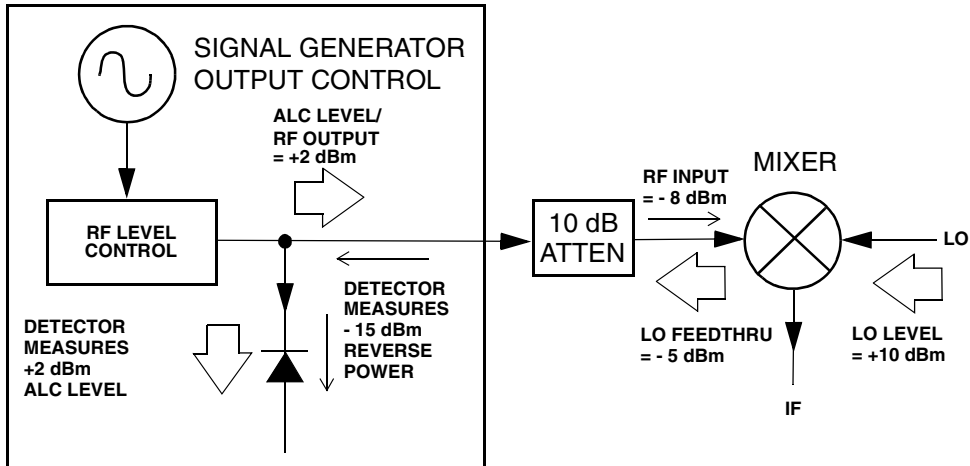 SIGNAL GENERATOR
OUTPUT CONTROL
ALC LEVEL/
RF OUTPUT
= +2 dBm
RF LEVEL
CONTROL
DETECTOR
MEASURES
+2 dBm
ALC LEVEL
DETECTOR
MEASURES
- 15 dBm
REVERSE
POWER
10 dB
ATTEN
RF INPUT
= - 8 dBm
MIXER
LO
LO FEEDTHRU
= - 5 dBm
LO LEVEL
= +10 dBm
IF